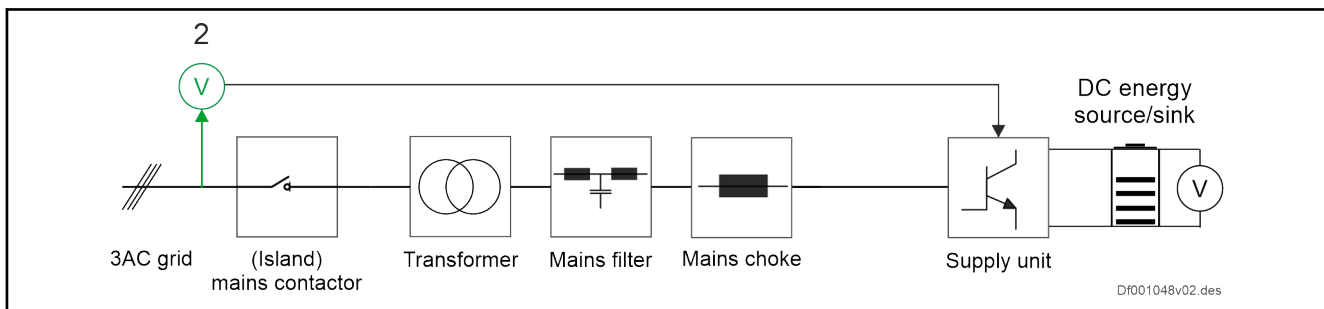 2
V
DC energy
source/sink
V
3AC grid
(Island)
mains contactor
Transformer
Mains filter
Mains choke
Supply unit
Df001048v02.des